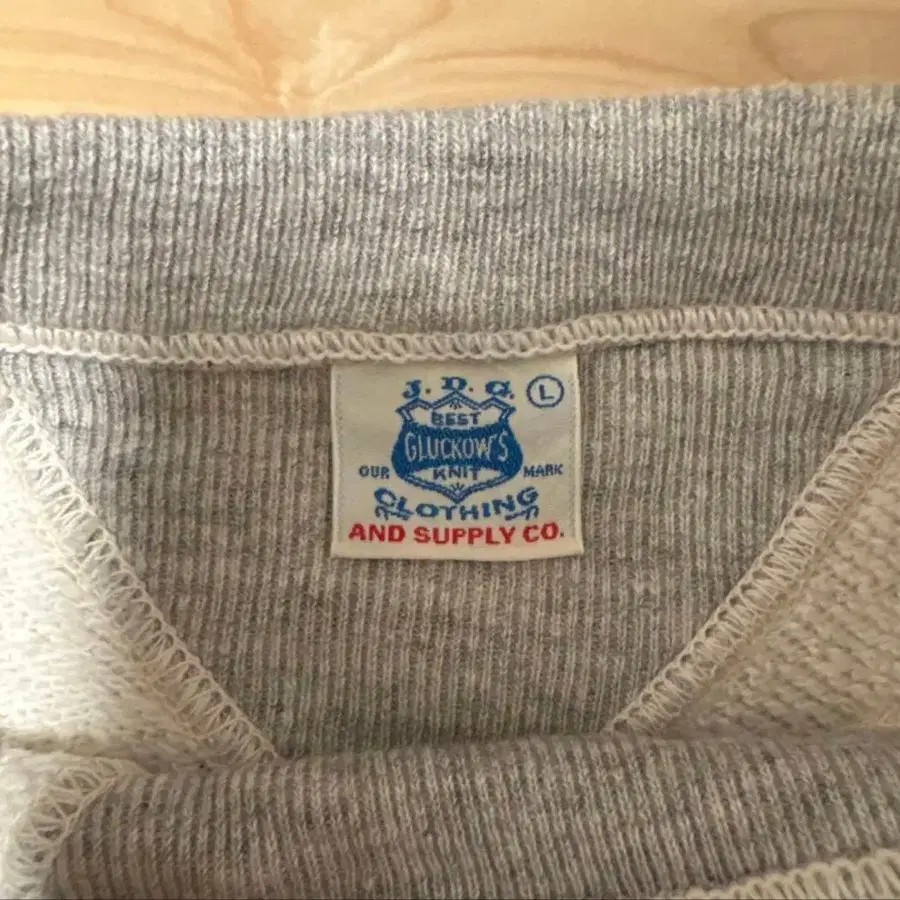 J.D.G. L
BEST
GLUCKOW'S
OUR KNIT MARK
CLOTHING
AND SUPPLY CO.